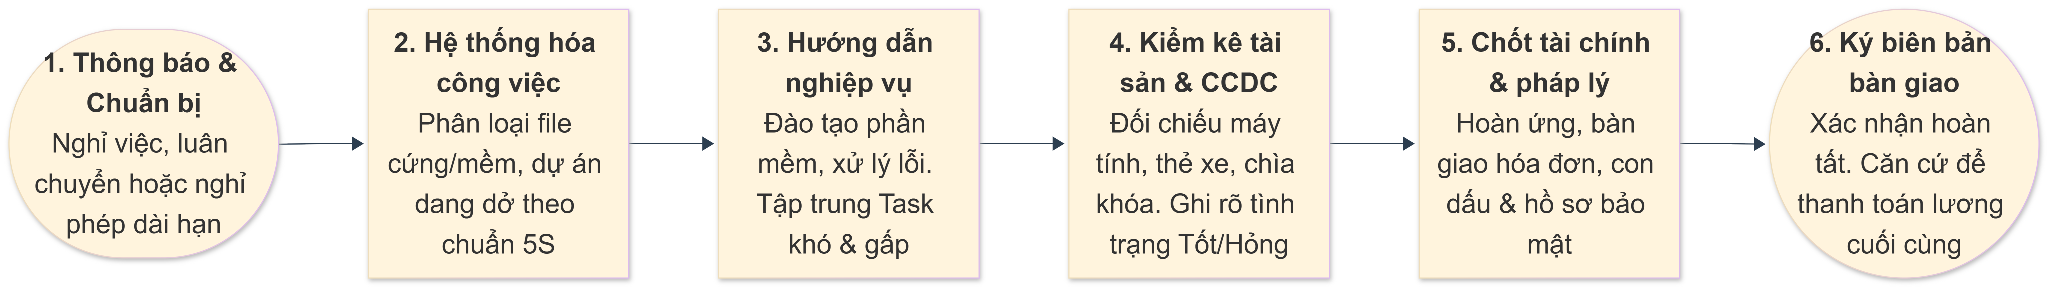 1. Thông báo &
Chuẩn bị
Nghỉ việc, luân
chuyển hoặc nghỉ
phép dài hạn
2. Hệ thống hóa
công việc
Phân loại file
cứng/mềm, dự án
dang dở theo
chuẩn 5S
3. Hướng dẫn
nghiệp vụ
Đào tạo phần
mềm, xử lý lỗi.
Tập trung Task
khó & gấp
4. Kiểm kê tài
sản & CCDC
Đối chiếu máy
tính, thẻ xe, chìa
khóa. Ghi rõ tình
trạng Tốt/Hỏng
5. Chốt tài chính
& pháp lý
Hoàn ứng, bàn
giao hóa đơn, con
dấu & hồ sơ bảo
mật
6. Ký biên bản
bàn giao
Xác nhận hoàn
tất. Căn cứ để
thanh toán lương
cuối cùng